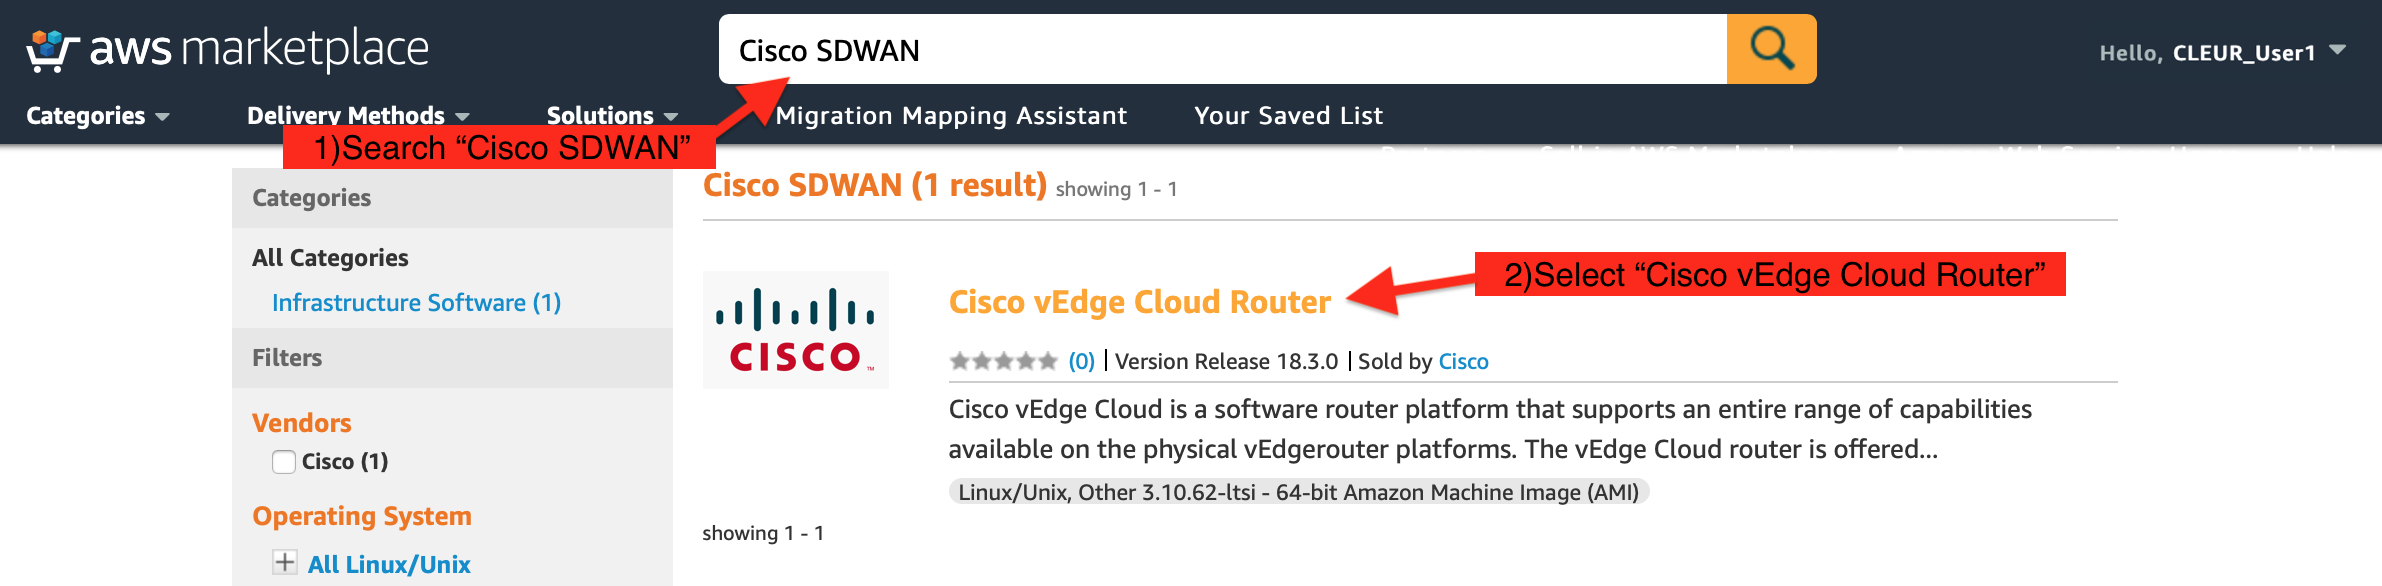 aws marketplace
Cisco SDWAN
Hello, CLEUR_User1
Categories
Delivery Methods
Solutions
Migration Mapping Assistant
Your Saved List
1)Search “Cisco SDWAN”
Categories
All Categories
Infrastructure Software (1)
Filters
Vendors
Cisco (1)
Operating System
All Linux/Unix
Cisco SDWAN (1 result) showing 1 - 1
CISCO™
Cisco vEdge Cloud Router
2)Select “Cisco vEdge Cloud Router”
(0) | Version Release 18.3.0 | Sold by Cisco
Cisco vEdge Cloud is a software router platform that supports an entire range of capabilities
available on the physical vEdgerouter platforms. The vEdge Cloud router is offered...
Linux/Unix, Other 3.10.62-ltsi - 64-bit Amazon Machine Image (AMI)
showing 1 - 1